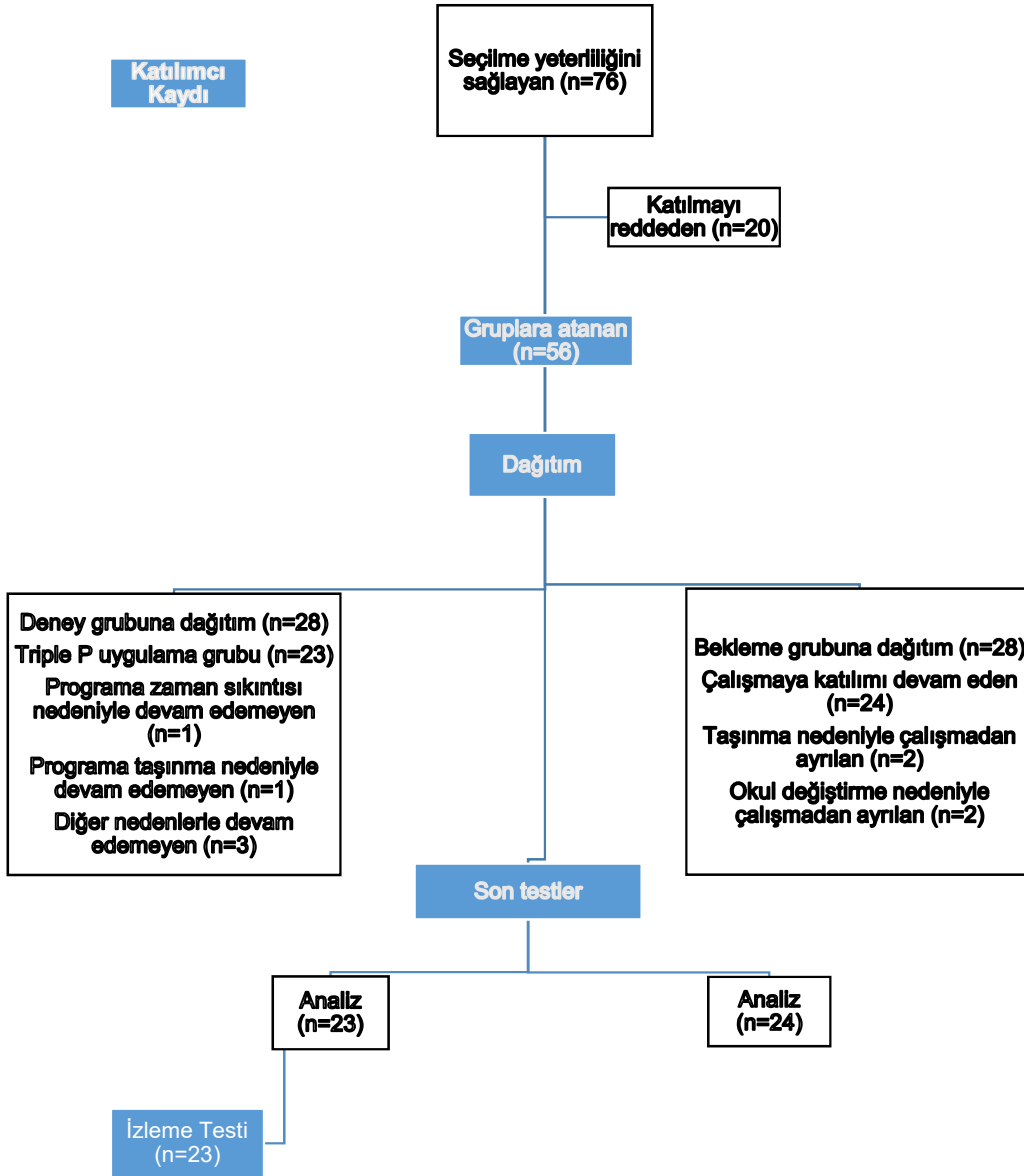 Katılımcı
Kaydı
Seçilme yeterliliğini
sağlayan (n=76)
Katılmayı
reddeden (n=20)
Gruplara atanan
(n=56)
Dağıtım
Deney grubuna dağıtım (n=28)
Triple P uygulama grubu (n=23)
Programa zaman sıkıntısı
nedeniyle devam edemeyen
(n=1)
Programa taşınma nedeniyle
devam edemeyen (n=1)
Diğer nedenlerle devam
edemeyen (n=3)
Bekleme grubuna dağıtım (n=28)
Çalışmaya katılımı devam eden
(n=24)
Taşınma nedeniyle çalışmadan
ayrılan (n=2)
Okul değiştirme nedeniyle
çalışmadan ayrılan (n=2)
Son testler
Analiz
(n=23)
Analiz
(n=24)
İzleme Testi
(n=23)